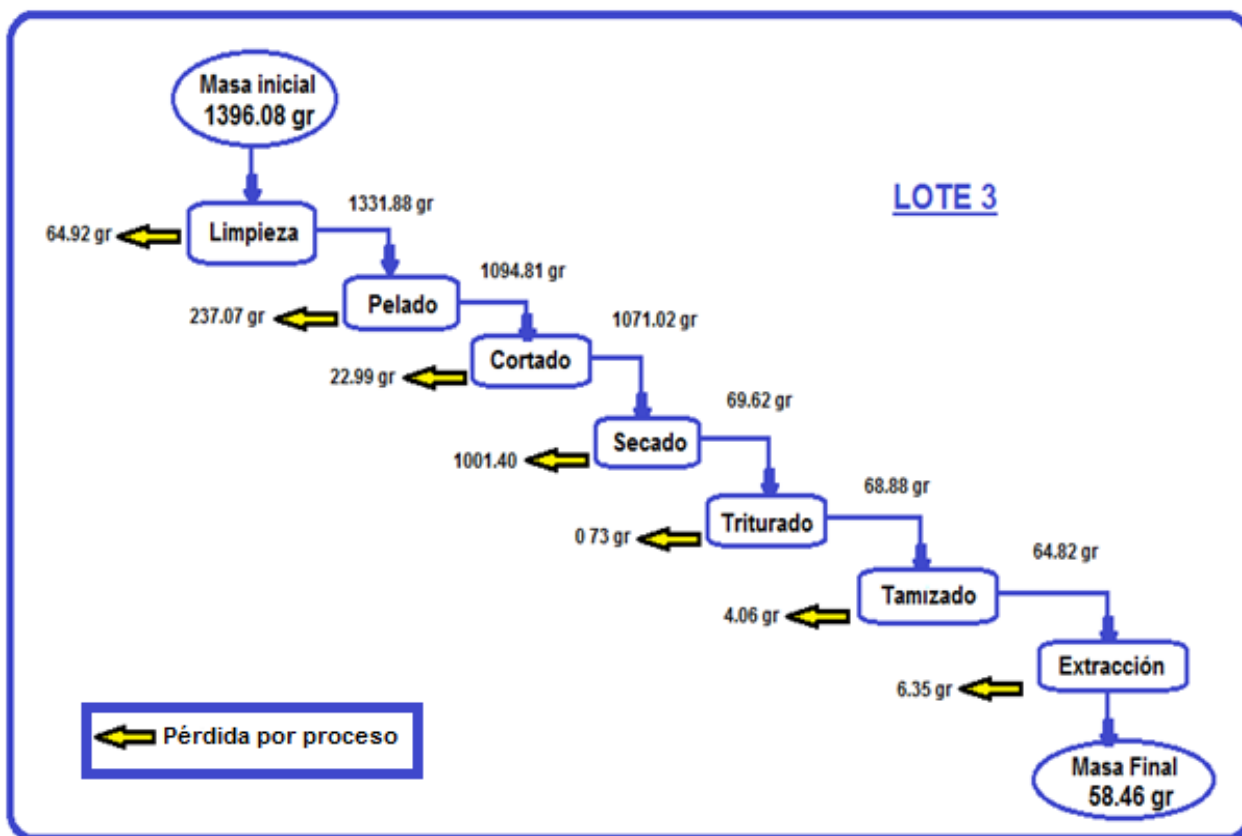 Masa inicial
1396.08 gr
LOTE 3
1331.88 gr
Limpieza
64.92 gr
1094.81 gr
Pelado
237.07 gr
1071.02 gr
Cortado
22.99 gr
69.62 gr
Secado
1001.40
68.88 gr
Triturado
0 73 gr
64.82 gr
Tamizado
4.06 gr
Extracción
6.35 gr
Pérdida por proceso
Masa Final
58.46 gr